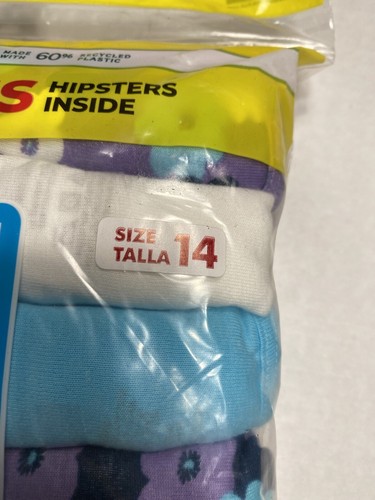 MADE
WITH 60% RECYCLED
PLASTIC
S HIPSTERS
INSIDE
SIZE
TALLA 14